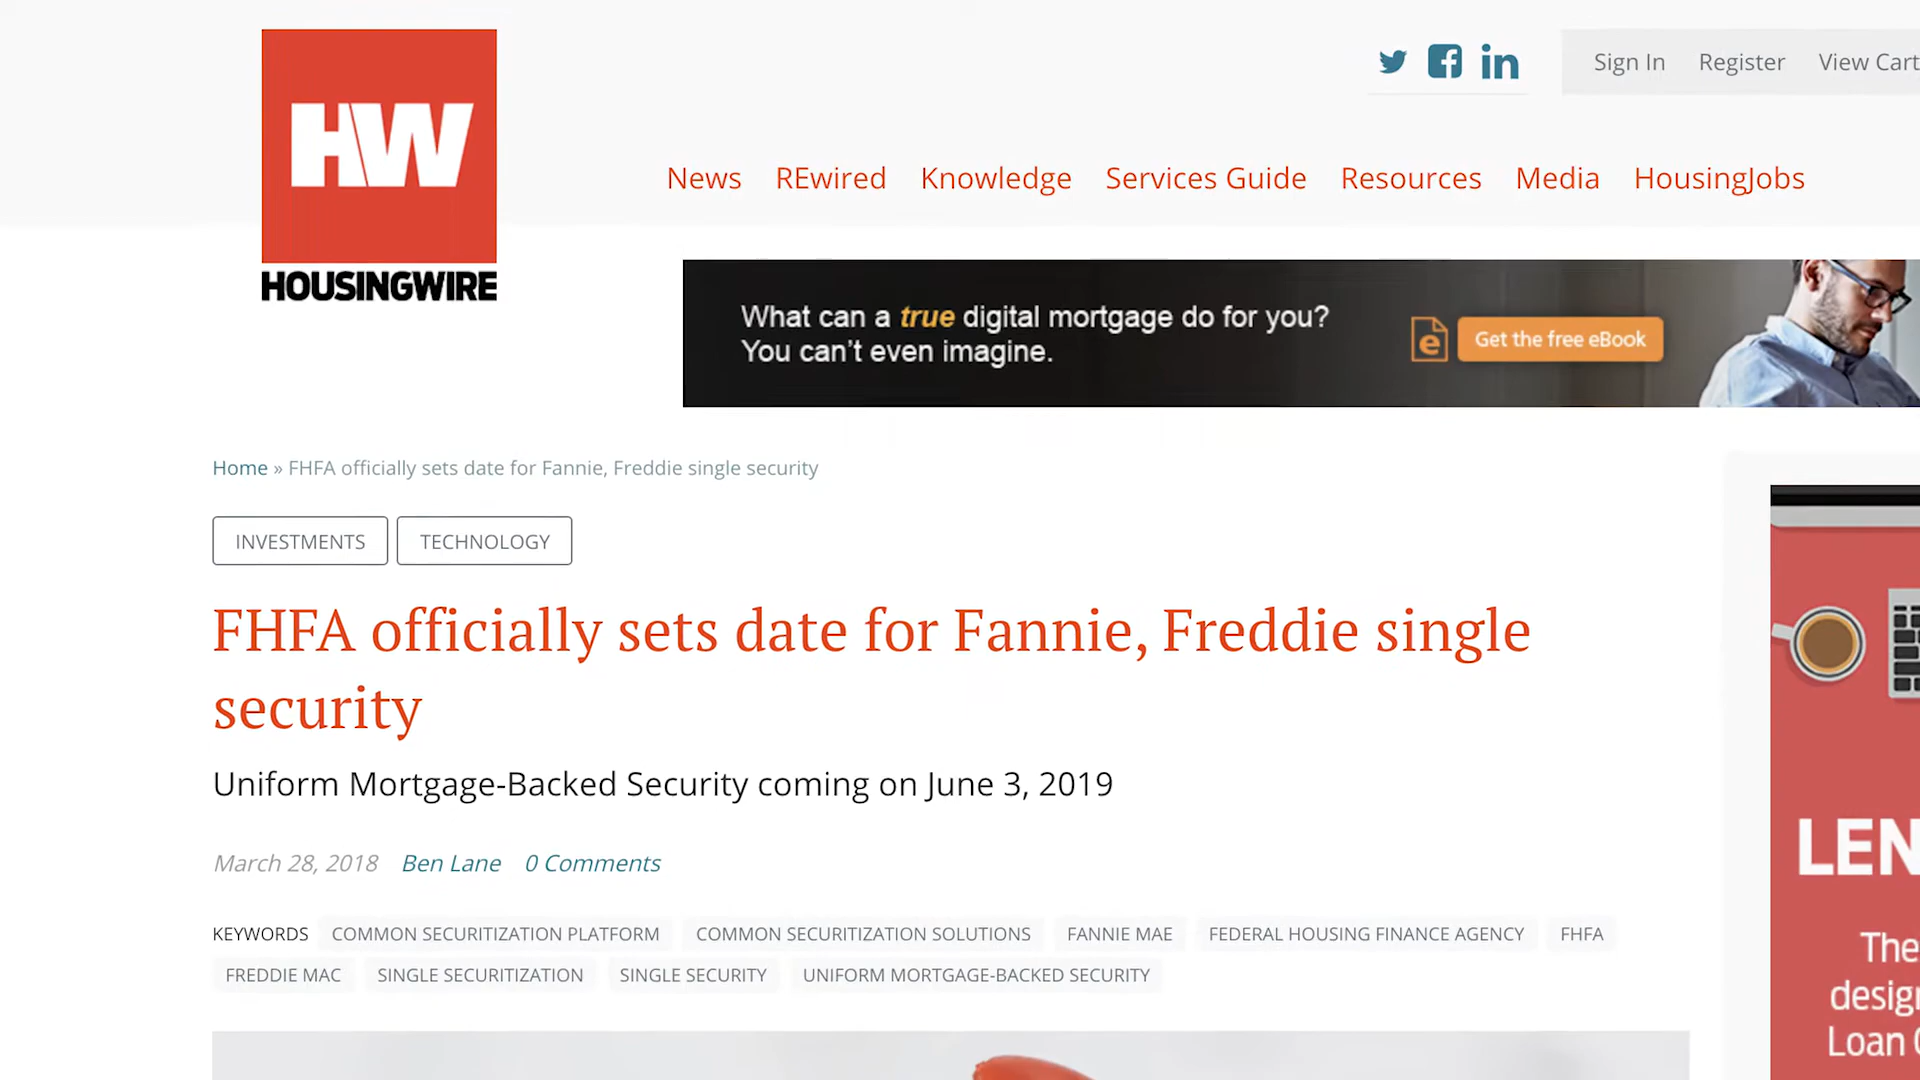 HW
HOUSINGWIRE
Sign In Register View Cart
News REwired Knowledge Services Guide Resources Media HousingJobs
What can a true digital mortgage do for you?
You can't even imagine.
e Get the free eBook
Home » FHFA officially sets date for Fannie, Freddie single security
INVESTMENTS TECHNOLOGY
FHFA officially sets date for Fannie, Freddie single
security
Uniform Mortgage-Backed Security coming on June 3, 2019
March 28, 2018 Ben Lane 0 Comments
KEYWORDS COMMON SECURITIZATION PLATFORM COMMON SECURITIZATION SOLUTIONS FANNIE MAE FEDERAL HOUSING FINANCE AGENCY FHFA
FREDDIE MAC SINGLE SECURITIZATION SINGLE SECURITY UNIFORM MORTGAGE-BACKED SECURITY
LEN
The
desig
Loan